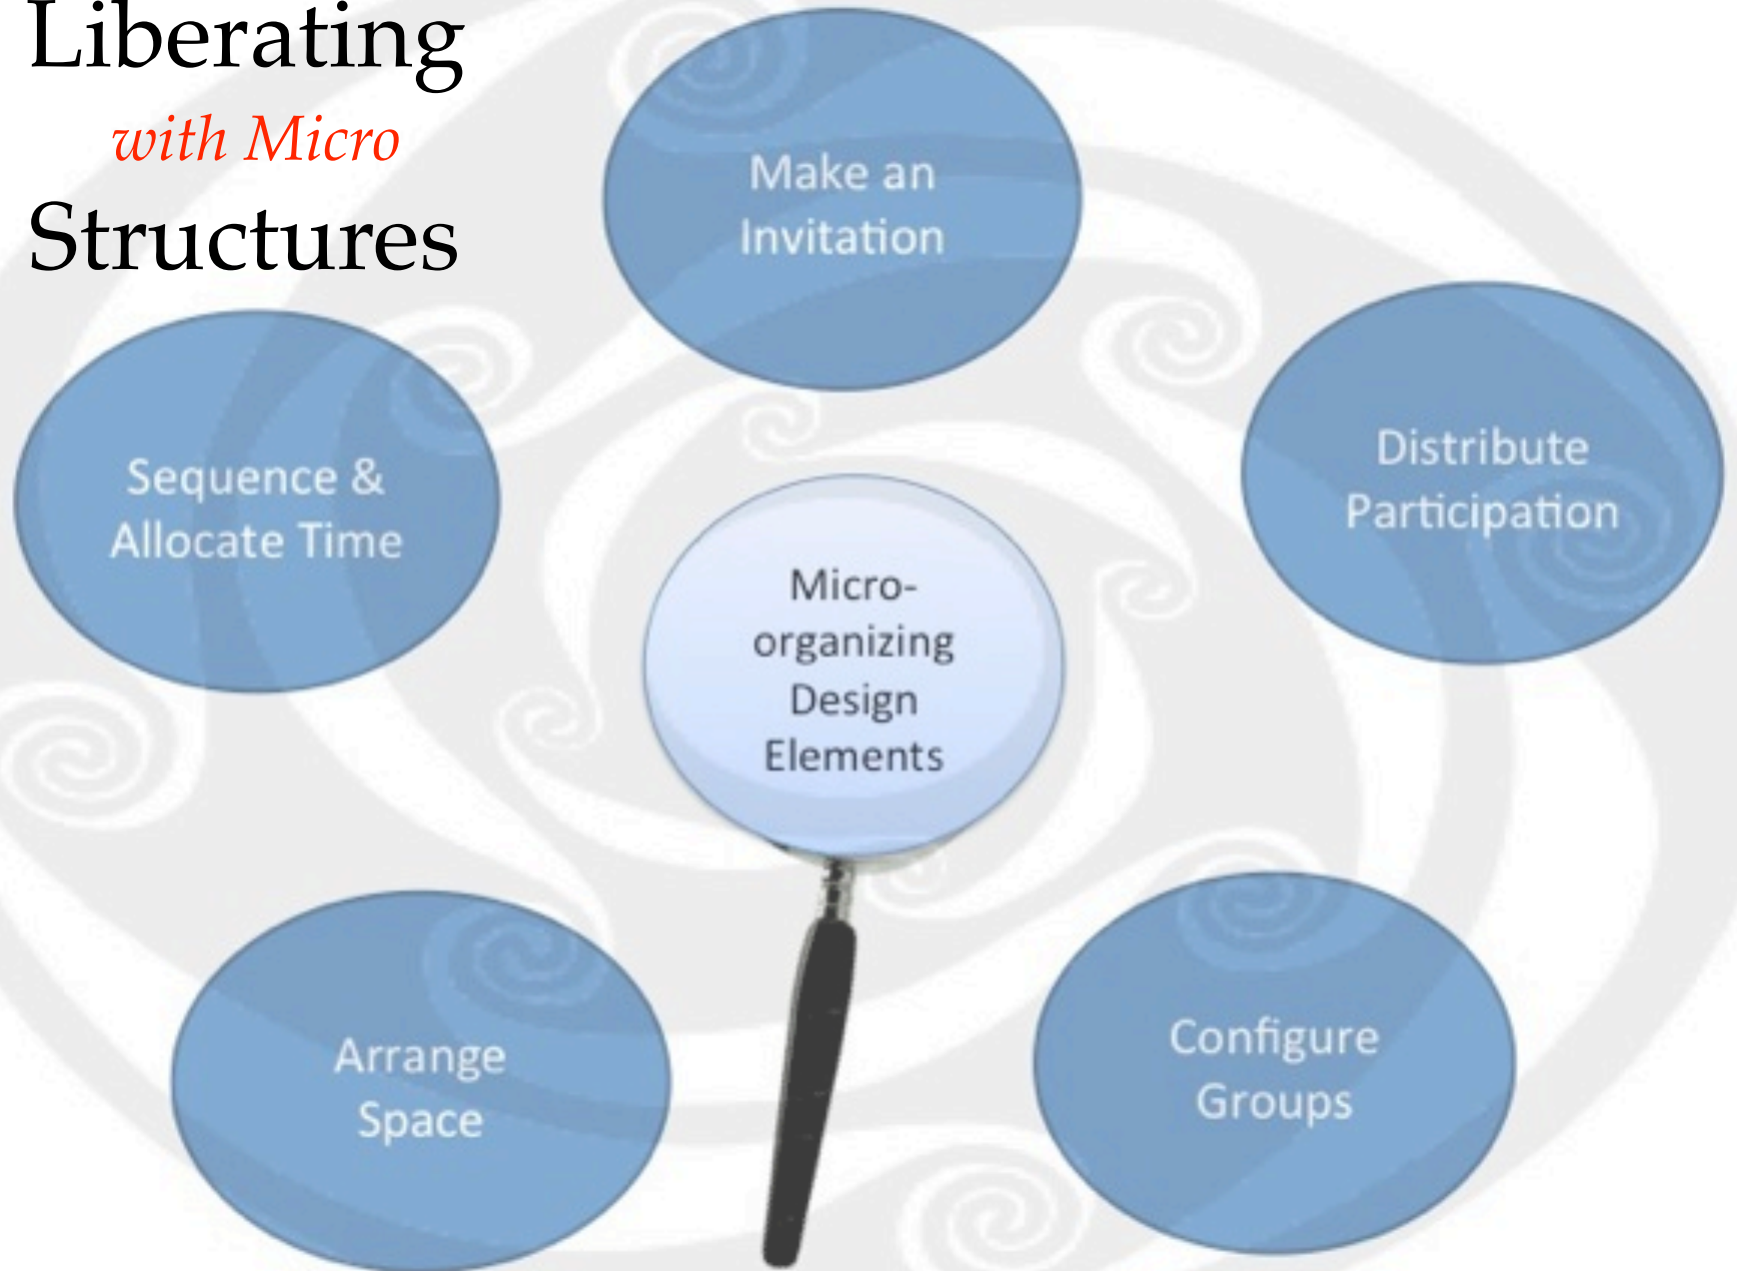 Liberating
with Micro
Structures
Make an
Invitation
Distribute
Participation
Sequence &
Allocate Time
Micro-
organizing
Design
Elements
Arrange
Space
Configure
Groups